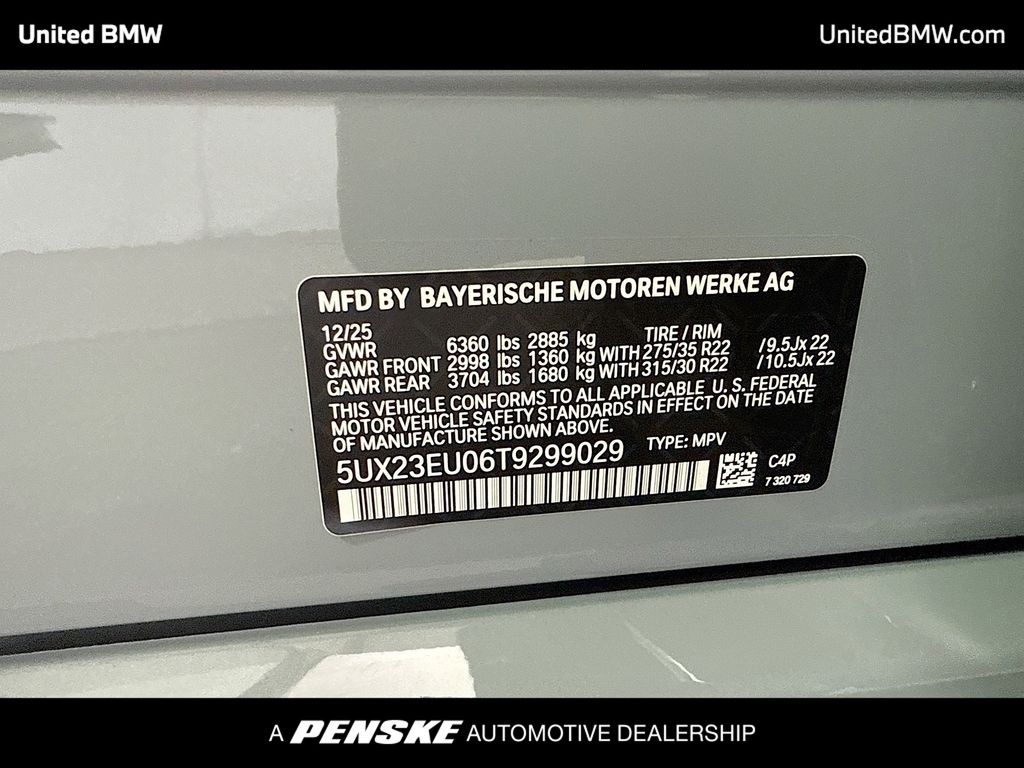 United BMW
UnitedBMW.com
MFD BY BAYERISCHE MOTOREN WERKE AG
12/25
GVWR 6360 lbs 2885 kg TIRE / RIM
GAWR FRONT 2998 lbs 1360 kg WITH 275/35 R22 /9.5Jx 22
GAWR REAR 3704 lbs 1680 kg WITH 315/30 R22 /10.5Jx 22
THIS VEHICLE CONFORMS TO ALL APPLICABLE U. S. FEDERAL
MOTOR VEHICLE SAFETY STANDARDS IN EFFECT ON THE DATE
OF MANUFACTURE SHOWN ABOVE.
TYPE: MPV
5UX23EU06T9299029
C4P
7 320 729
A PENSKE AUTOMOTIVE DEALERSHIP